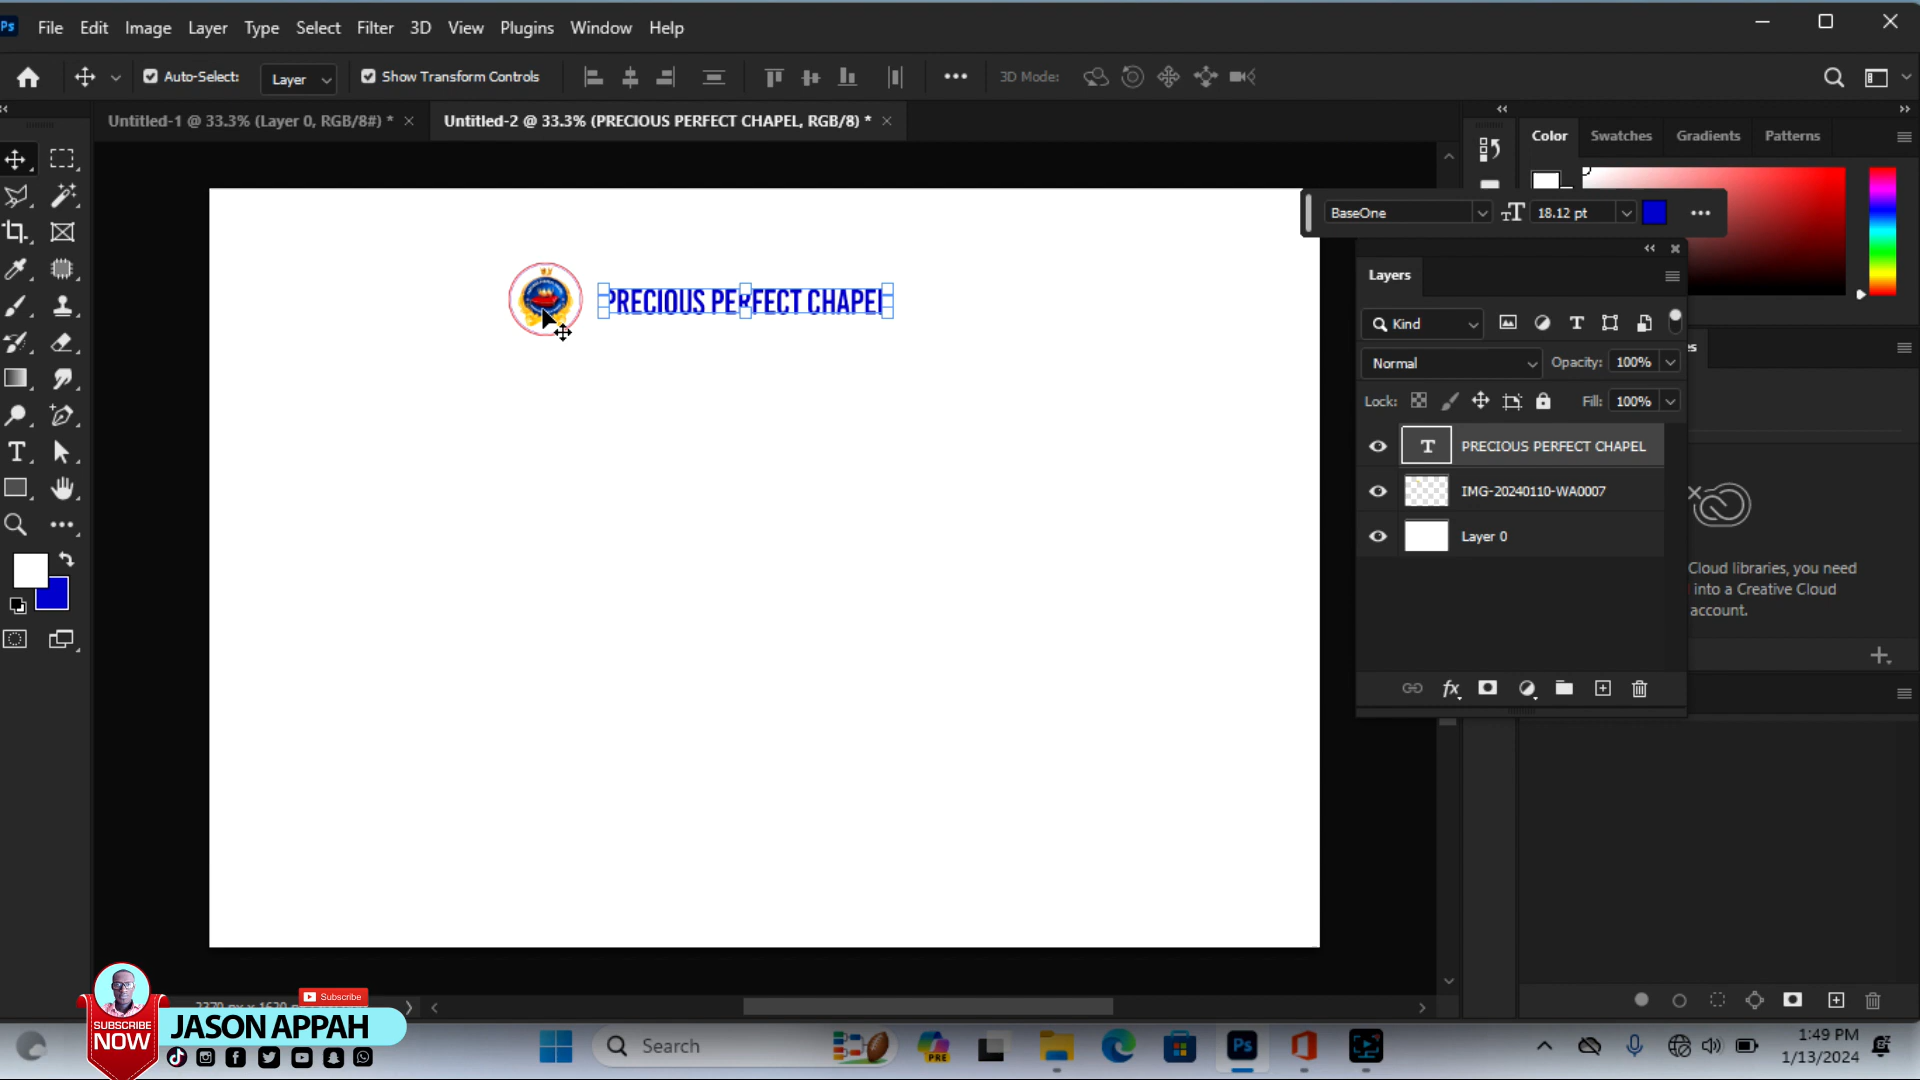 Ps File Edit Image Layer Type Select Filter 3D View Plugins Window Help
Auto-Select: Layer Show Transform Controls 3D Mode:
Untitled-1 @ 33.3% (Layer 0, RGB/8#) * Untitled-2 @ 33.3% (PRECIOUS PERFECT CHAPEL, RGB/8) *
Color Swatches Gradients Patterns
BaseOne 18.12 pt
Layers
PRECIOUS PERFECT CHAPEL
Kind
Normal Opacity: 100%
Lock: Fill: 100%
PRECIOUS PERFECT CHAPEL
IMG-20240110-WA0007
Layer 0
Cloud libraries, you need
into a Creative Cloud
account.
Subscribe
SUBSCRIBE
NOW
JASON APPAH
Search
PRE
Ps
1:49 PM
1/13/2024